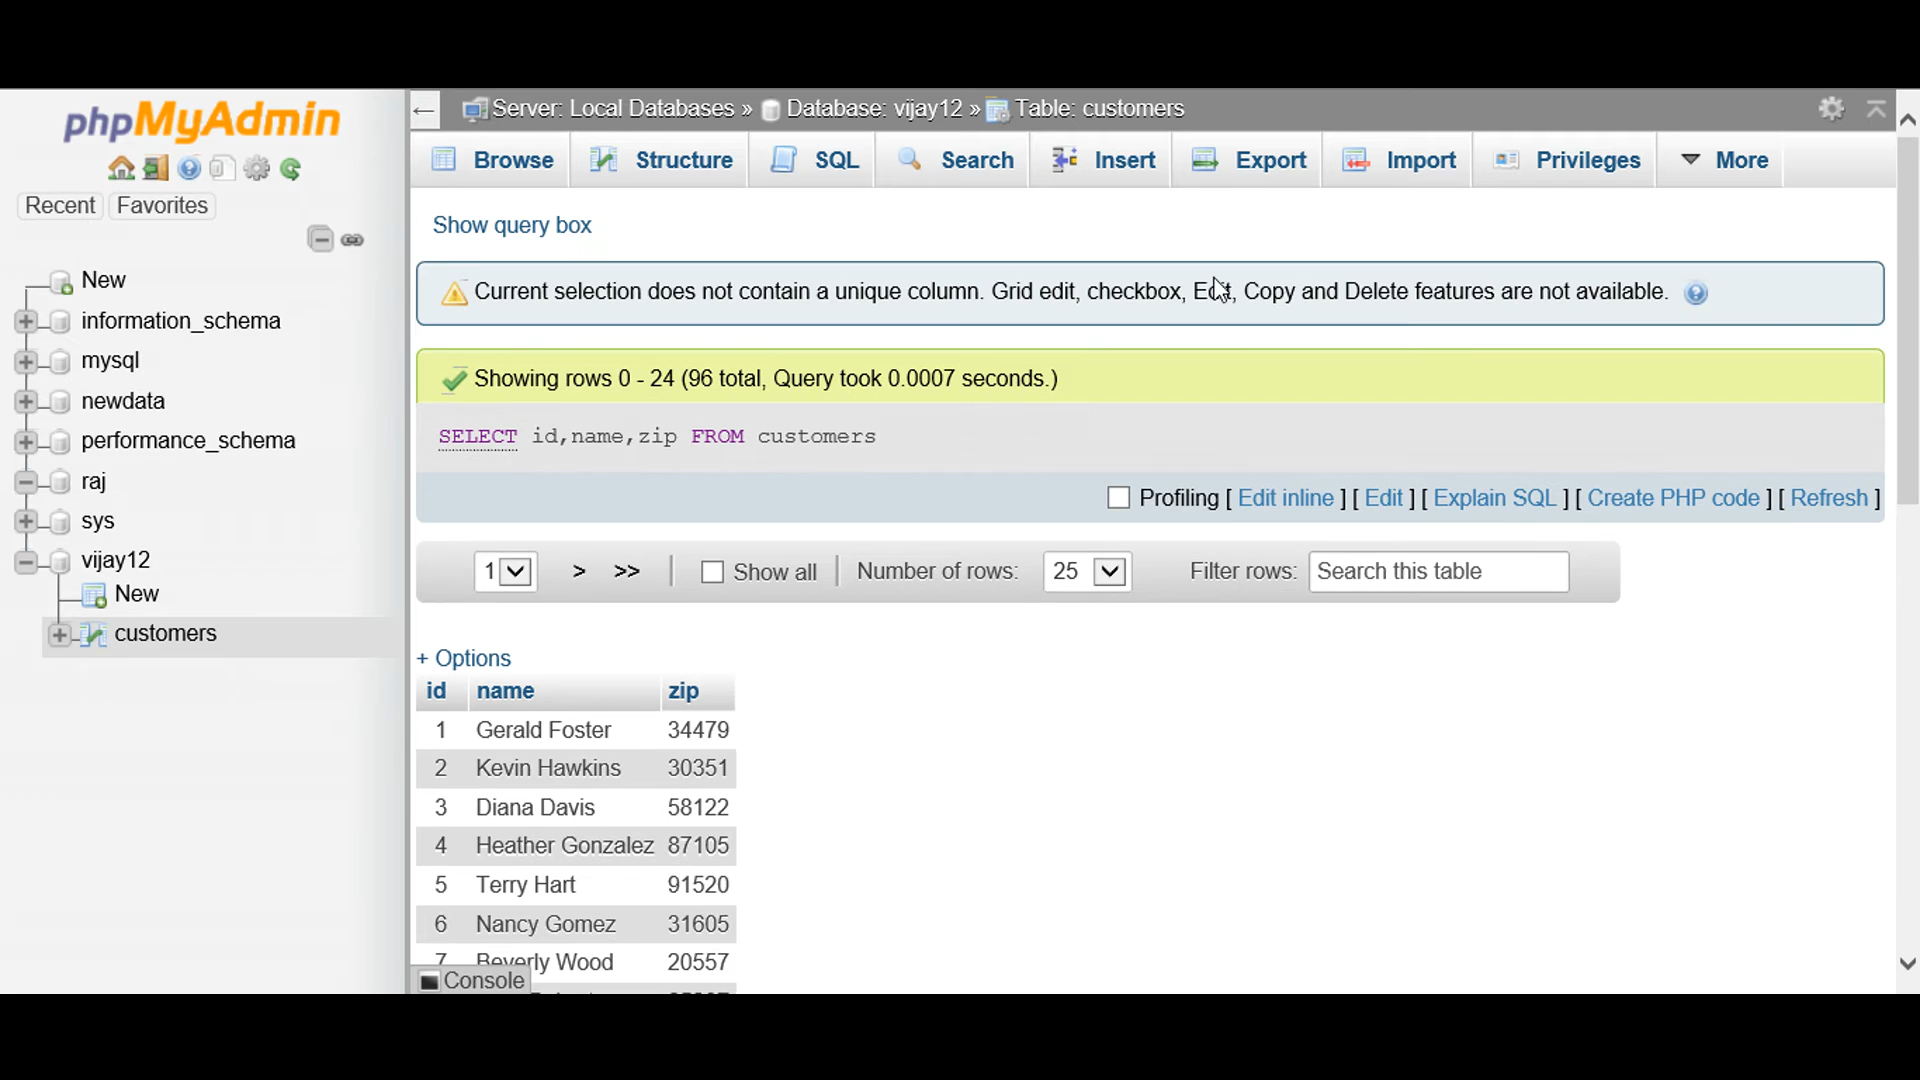 phpMyAdmin
Recent Favorites
New
information_schema
mysql
newdata
performance_schema
raj
sys
vijay12
New
customers
Server: Local Databases » Database: vijay12 » Table: customers
Browse Structure SQL Search Insert Export Import Privileges More
Show query box
Current selection does not contain a unique column. Grid edit, checkbox, Edit, Copy and Delete features are not available.
Showing rows 0 - 24 (96 total, Query took 0.0007 seconds.)
SELECT id,name,zip FROM customers
Profiling [ Edit inline ] [ Edit ] [ Explain SQL ] [ Create PHP code ] [ Refresh ]
1 > >> Show all Number of rows: 25 Filter rows: Search this table
+ Options
id name zip
1 Gerald Foster 34479
2 Kevin Hawkins 30351
3 Diana Davis 58122
4 Heather Gonzalez 87105
5 Terry Hart 91520
6 Nancy Gomez 31605
7 Beverly Wood 20557
Console